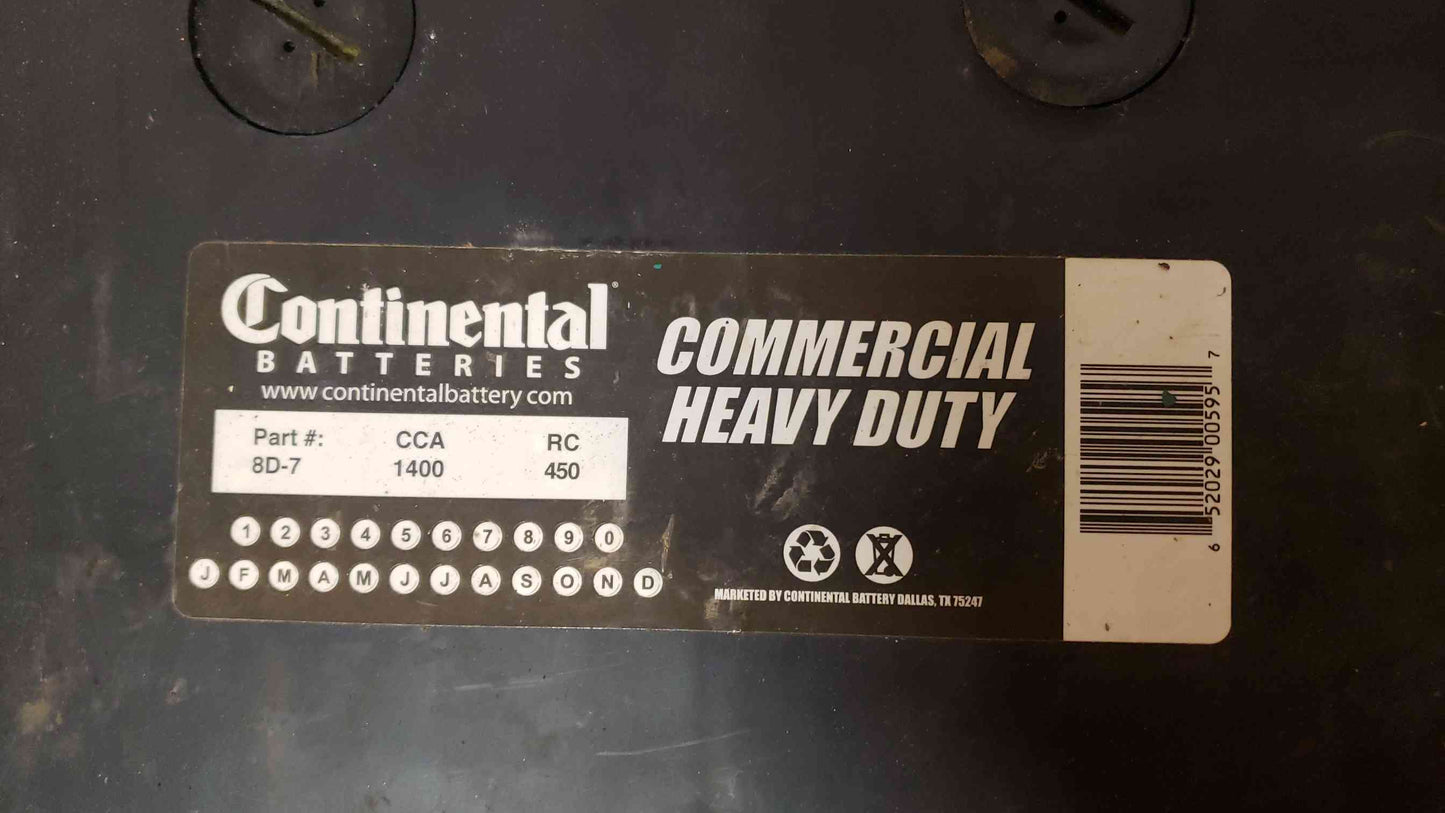 Continental
BATTERIES
www.continentalbattery.com
Part #: CCA RC
8D-7 1400 450
1 2 3 4 5 6 7 8 9 0
J F M A M J J A S O N D
COMMERCIAL
HEAVY DUTY
MARKETED BY CONTINENTAL BATTERY DALLAS, TX 75247
6 52029 00595 7